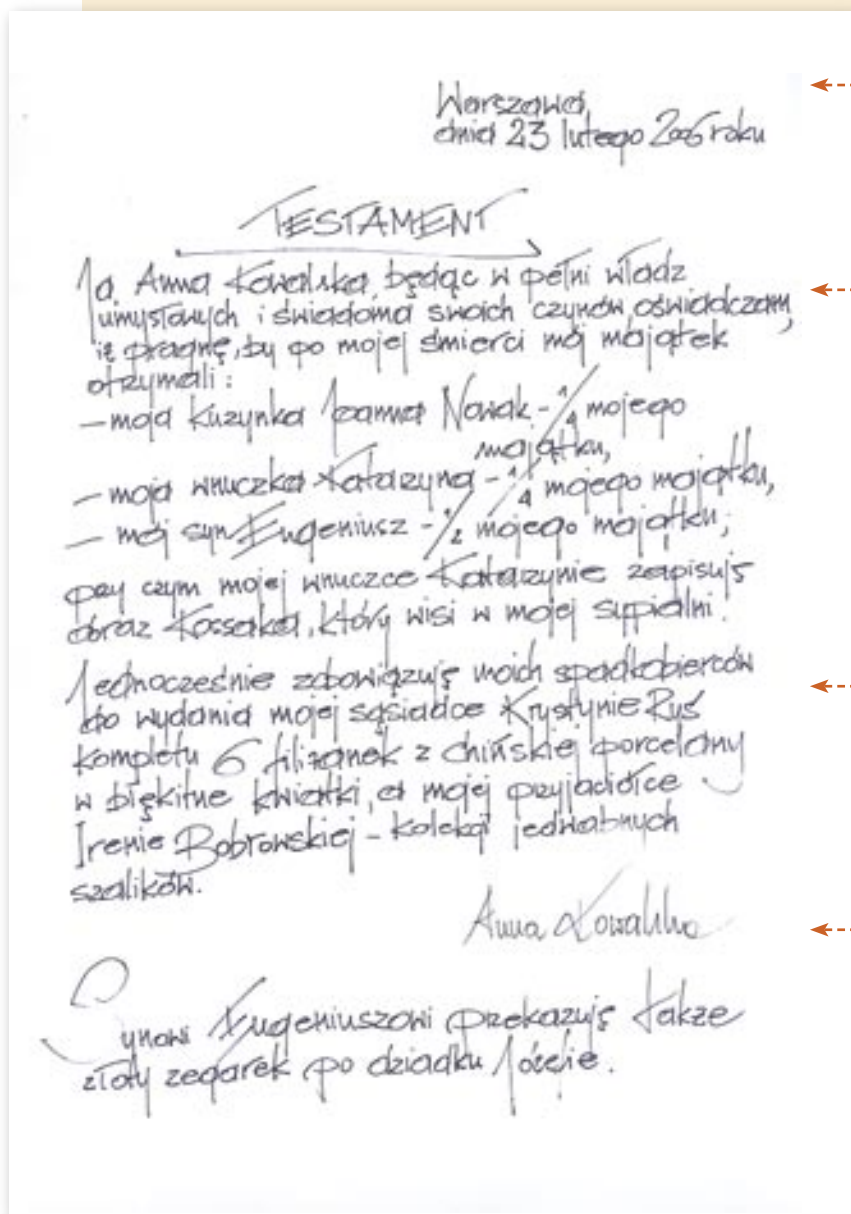 Warszawa,
dnia 23 lutego 2006 roku
TESTAMENT
Ja, Anna Kowalska, będąc w pełni władz
umysłowych i świadoma swoich czynów, oświadczam,
iż pragnę, by po mojej śmierci mój majątek
otrzymali:
– moja kuzynka Joanna Nowak - 1/4 mojego
majątku,
– moja wnuczka Katarzyna - 1/4 mojego majątku,
– mój syn Eugeniusz - 1/2 mojego majątku,
przy czym mojej wnuczce Katarzynie zapisuję
obraz Kossaka, który wisi w mojej sypialni.
Jednocześnie zobowiązuję moich spadkobierców
do wydania mojej sąsiadce Krystynie Ryś
kompletu 6 filiżanek z chińskiej porcelany
w błękitne kwiatki, a mojej przyjaciółce
Irenie Bobrowskiej - kolekcji jedwabnych
szalików.
Anna Kowalska
Synowi Eugeniuszowi przekazuję także
złoty zegarek po dziadku Józefie.